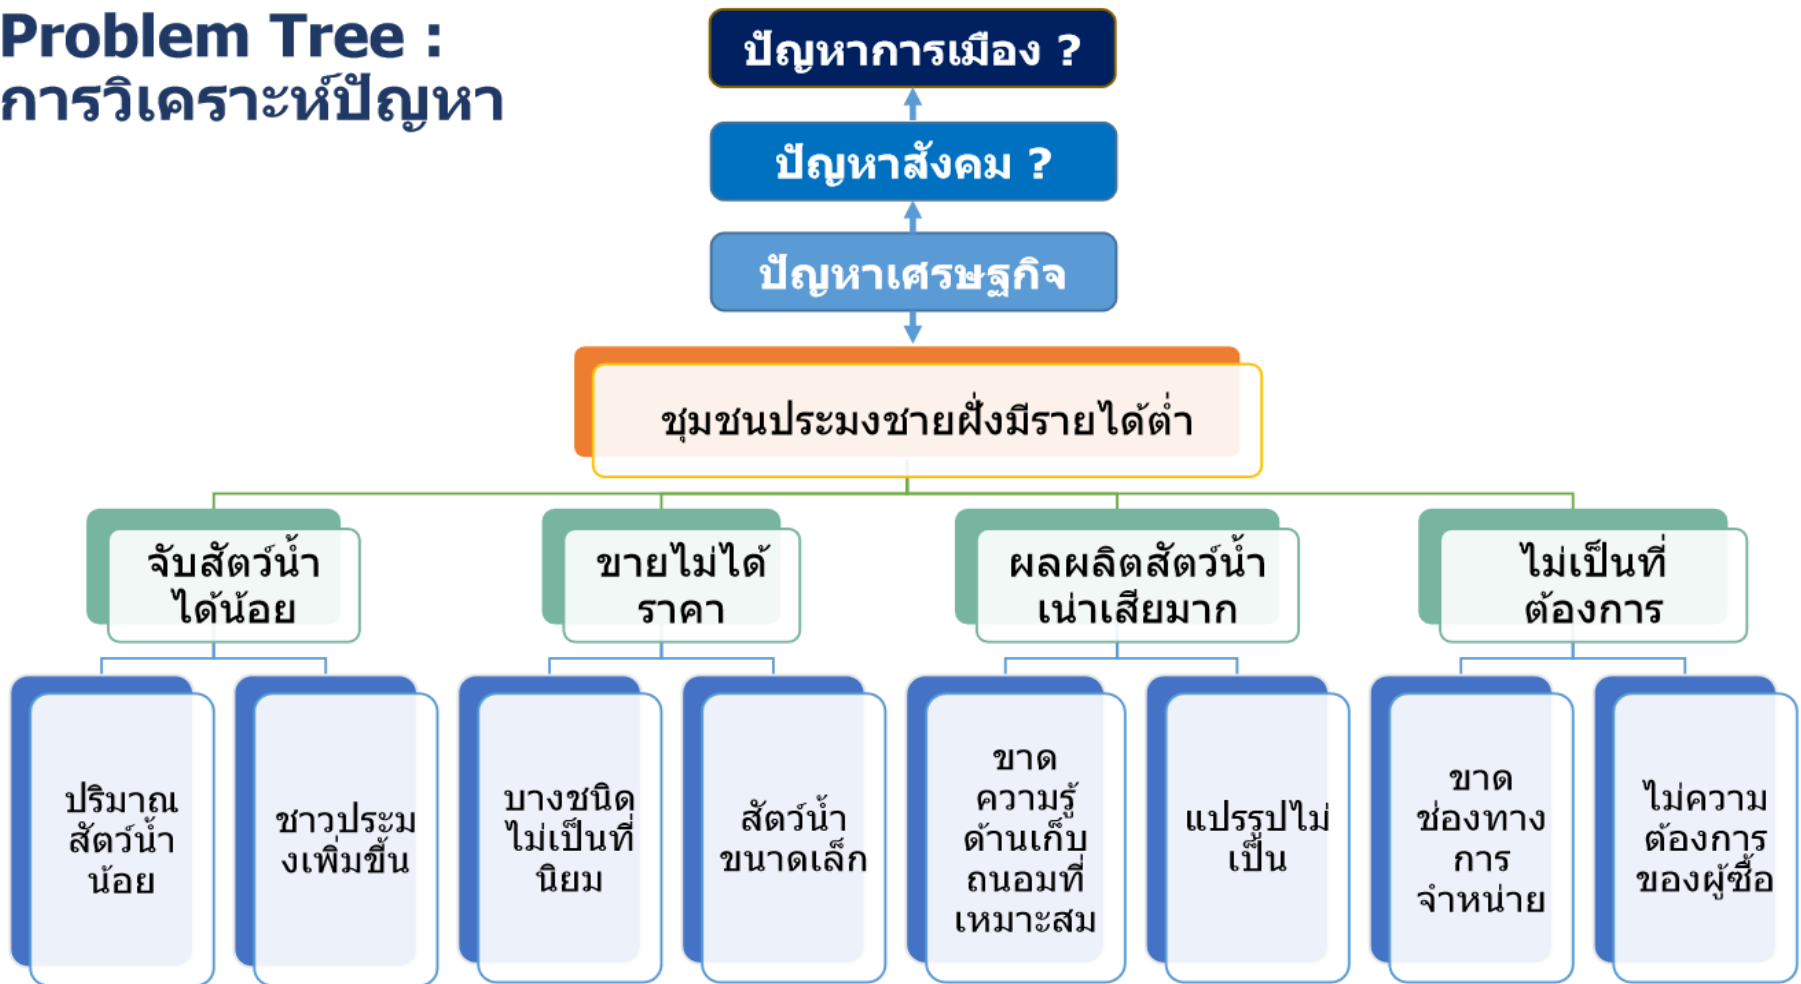 Problem Tree :
การวิเคราะห์ปัญหา
ปัญหาการเมือง ?
ปัญหาสังคม ?
ปัญหาเศรษฐกิจ
ชุมชนประมงชายฝั่งมีรายได้ต่ำ
จับสัตว์น้ำ
ได้น้อย
ขายไม่ได้
ราคา
ผลผลิตสัตว์น้ำ
เน่าเสียมาก
ไม่เป็นที่
ต้องการ
ปริมาณ
สัตว์น้ำ
น้อย
ชาวประม
งเพิ่มขึ้น
บางชนิด
ไม่เป็นที่
นิยม
สัตว์น้ำ
ขนาดเล็ก
ขาด
ความรู้
ด้านเก็บ
ถนอมที่
เหมาะสม
แปรรูปไม่
เป็น
ขาด
ช่องทาง
การ
จำหน่าย
ไม่ความ
ต้องการ
ของผู้ซื้อ